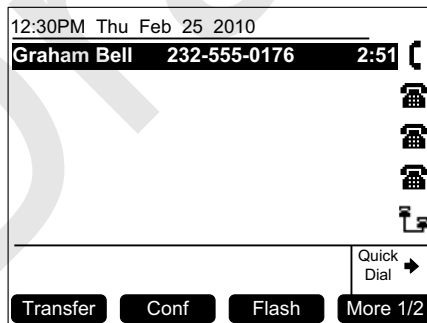 12:30PM Thu Feb 25 2010
Graham Bell 232-555-0176 2:51
Quick
Dial
Transfer Conf Flash More 1/2